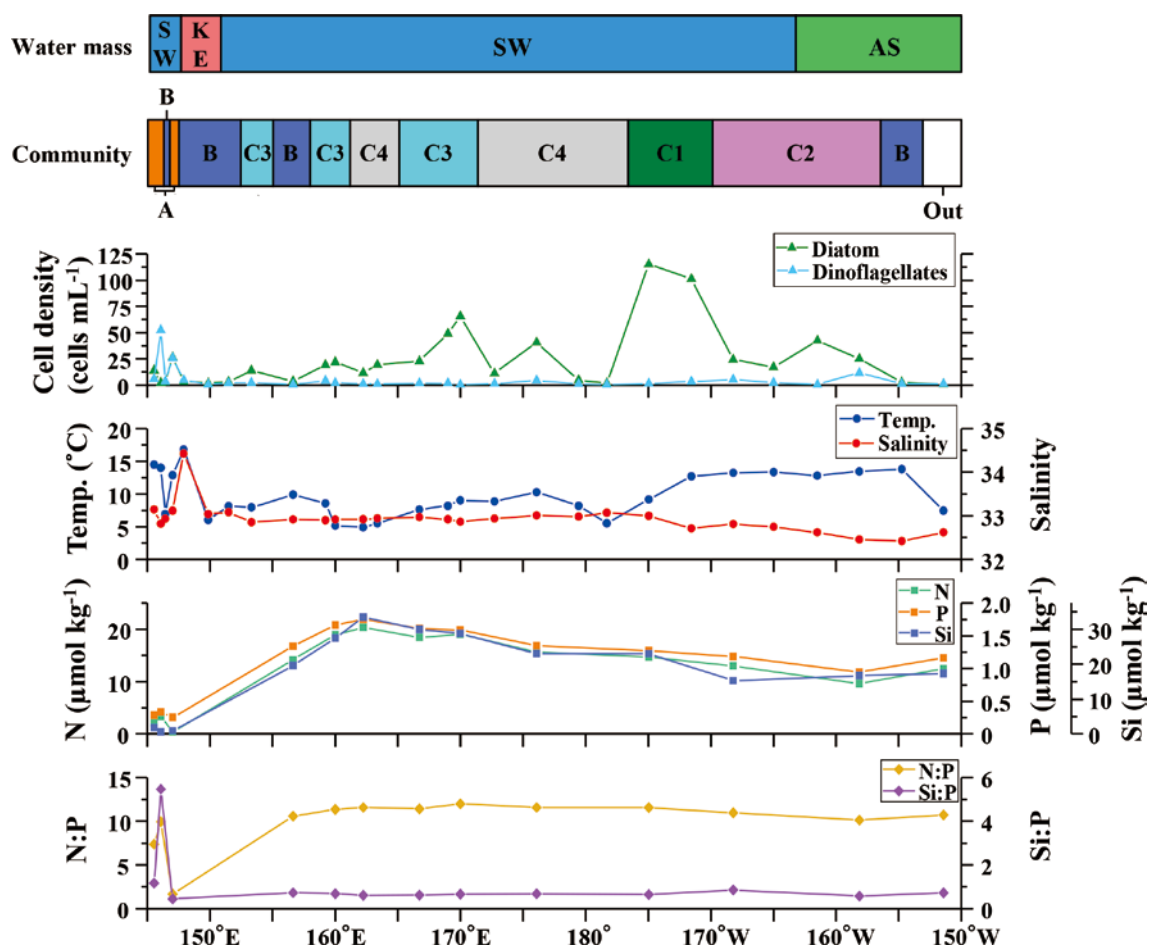 Water mass
S W
K E
SW
AS
B
Community
B
C3
B
C3
C4
C3
C4
C1
C2
B
A
Out
Cell density (cells mL-1)
125
100
75
50
25
0
Diatom
Dinoflagellates
Temp. (°C)
20
15
10
5
0
Temp.
Salinity
35
34
33
32
Salinity
N (μmol kg-1)
20
10
0
N
P
Si
2.0
1.5
1.0
0.5
0
P (μmol kg-1)
30
20
10
0
Si (μmol kg-1)
N:P
15
10
5
0
N:P
Si:P
6
4
2
0
Si:P
150°E 160°E 170°E 180° 170°W 160°W 150°W